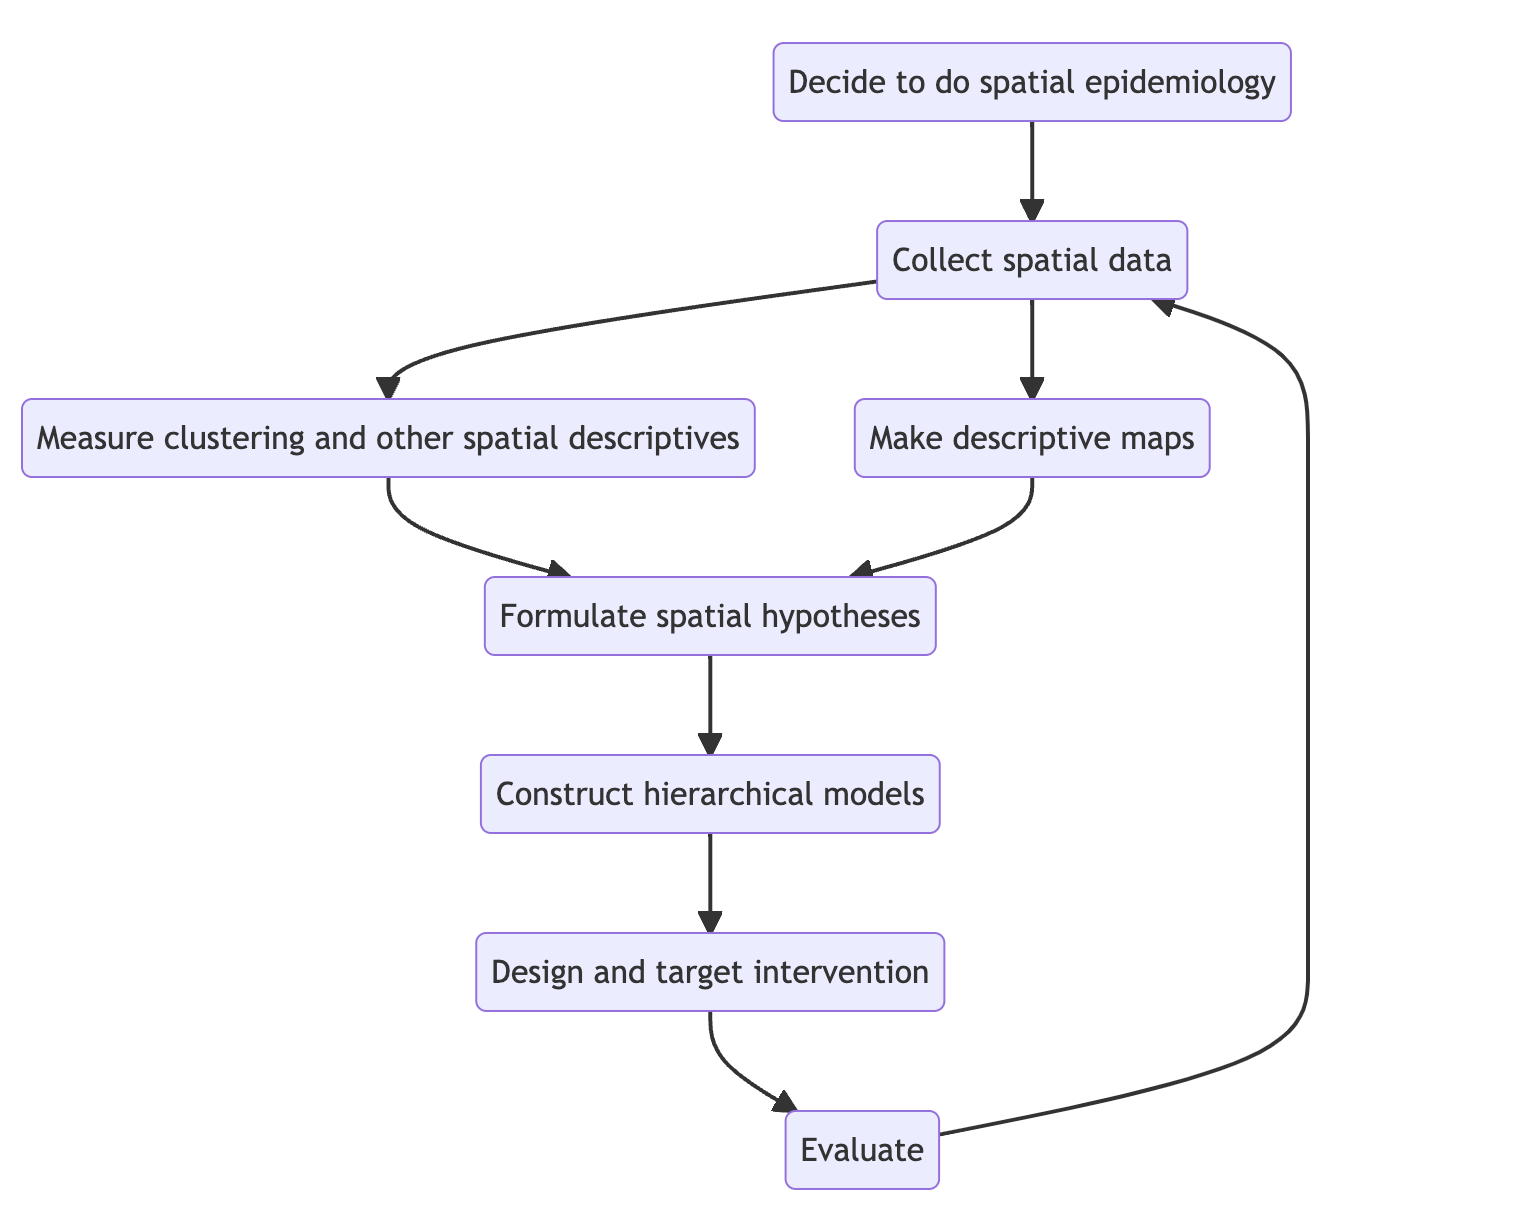 Decide to do spatial epidemiology
Collect spatial data
Measure clustering and other spatial descriptives
Make descriptive maps
Formulate spatial hypotheses
Construct hierarchical models
Design and target intervention
Evaluate